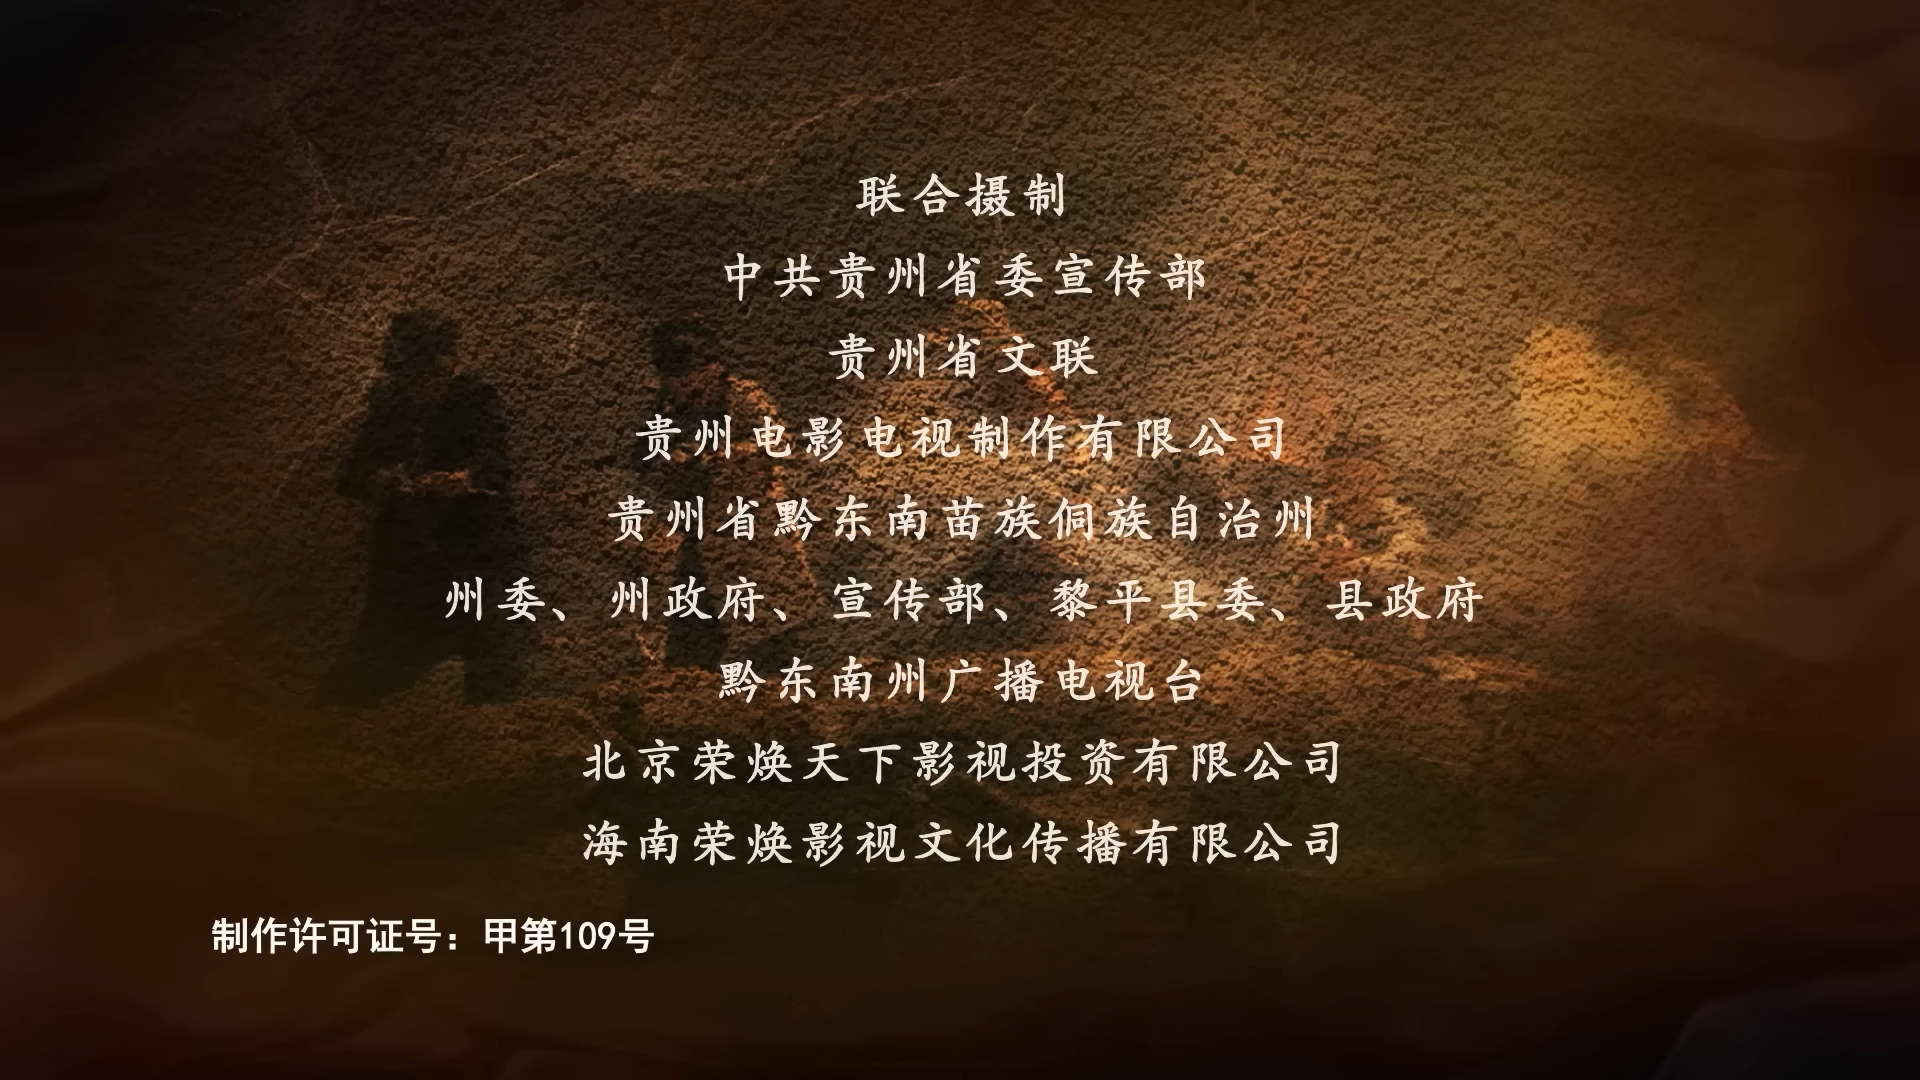 联合摄制
中共贵州省委宣传部
贵州省文联
贵州电影电视制作有限公司
贵州省黔东南苗族侗族自治州
州委、州政府、宣传部、黎平县委、县政府
黔东南州广播电视台
北京荣焕天下影视投资有限公司
海南荣焕影视文化传播有限公司
制作许可证号：甲第109号